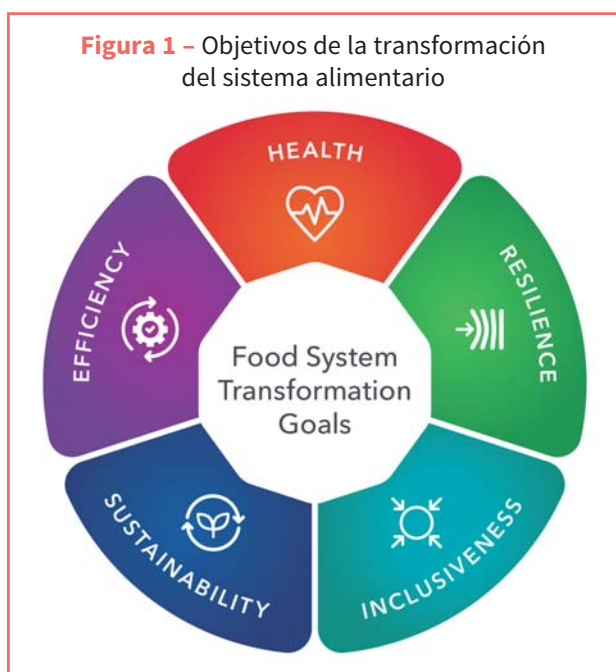 Figura 1 – Objetivos de la transformación
del sistema alimentario
HEALTH
RESILIENCE
INCLUSIVENESS
SUSTAINABILITY
EFFICIENCY
Food System
Transformation
Goals